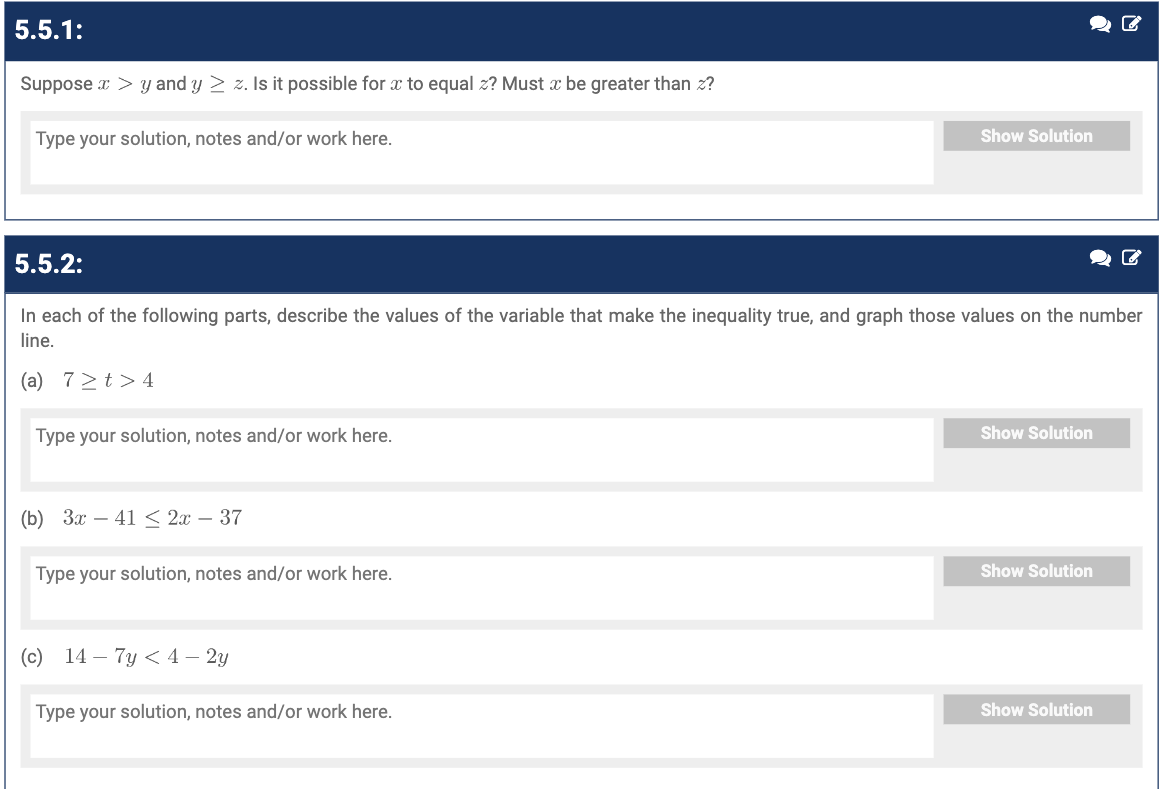 5.5.1:
Suppose x > y and y ≥ z. Is it possible for x to equal z? Must x be greater than z?
Type your solution, notes and/or work here.
Show Solution
5.5.2:
In each of the following parts, describe the values of the variable that make the inequality true, and graph those values on the number
line.
(a) 7 ≥ t > 4
Type your solution, notes and/or work here.
Show Solution
(b) 3x − 41 ≤ 2x − 37
Type your solution, notes and/or work here.
Show Solution
(c) 14 − 7y < 4 − 2y
Type your solution, notes and/or work here.
Show Solution